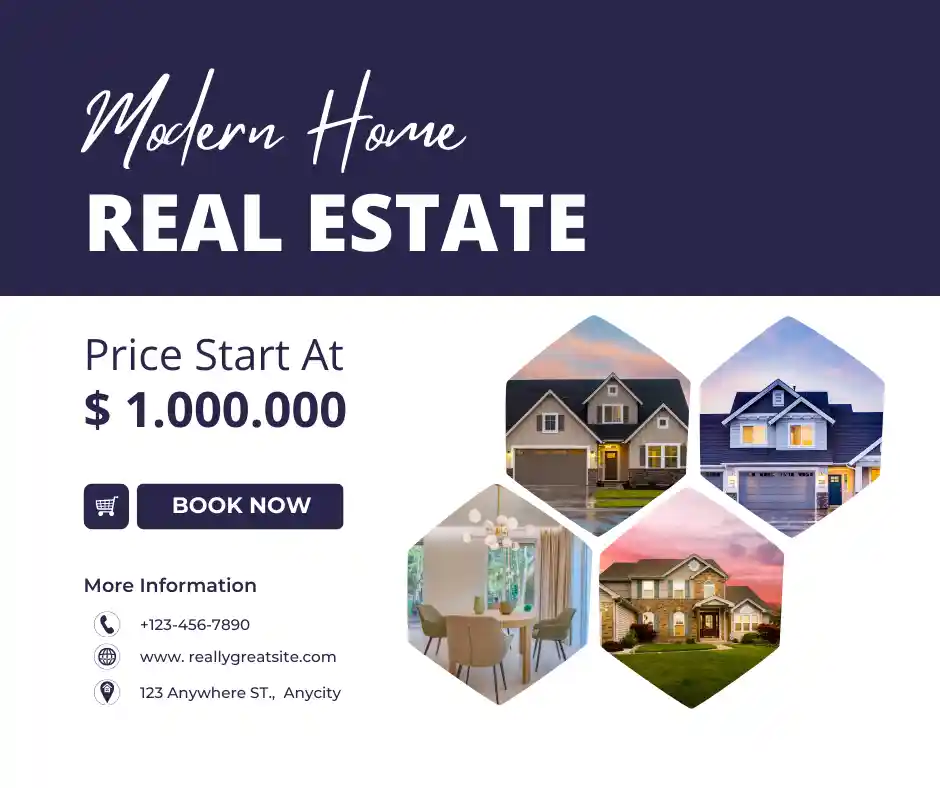 Modern Home
REAL ESTATE
Price Start At
$ 1.000.000
BOOK NOW
More Information
+123-456-7890
www. reallygreatsite.com
123 Anywhere ST.,  Anycity